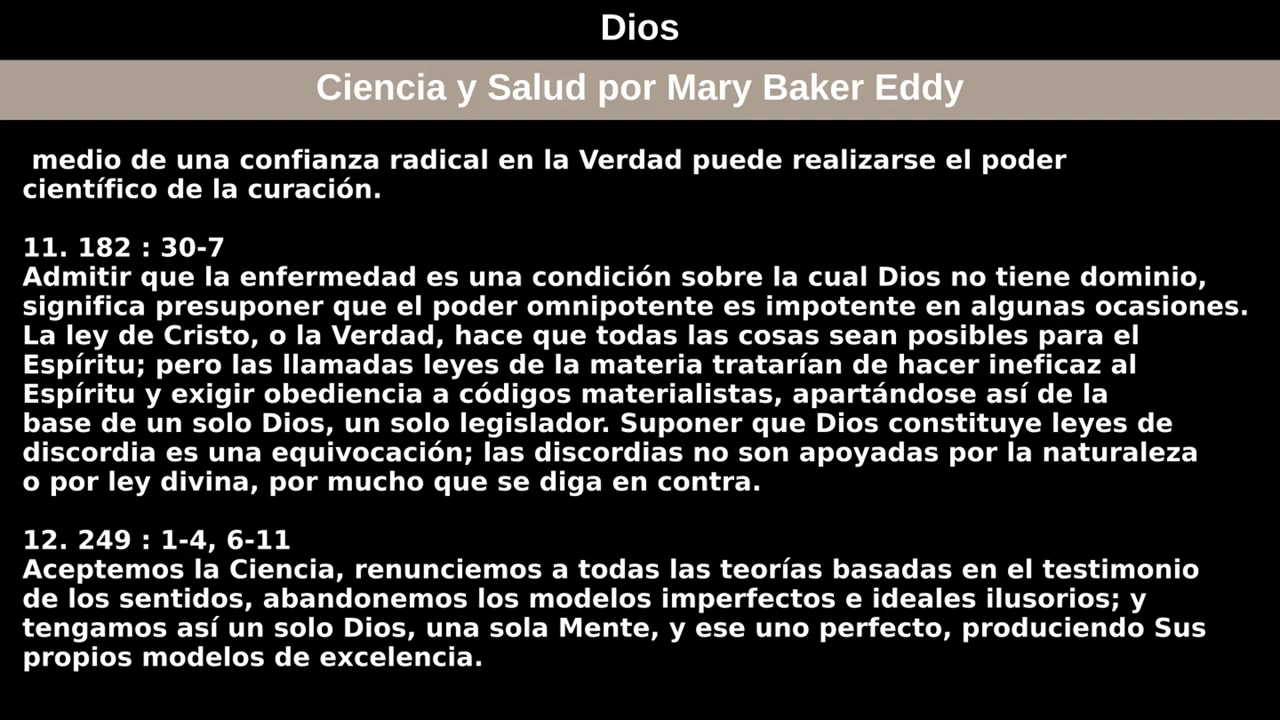 Dios
Ciencia y Salud por Mary Baker Eddy
medio de una confianza radical en la Verdad puede realizarse el poder
científico de la curación.
11. 182 : 30-7
Admitir que la enfermedad es una condición sobre la cual Dios no tiene dominio,
significa presuponer que el poder omnipotente es impotente en algunas ocasiones.
La ley de Cristo, o la Verdad, hace que todas las cosas sean posibles para el
Espíritu; pero las llamadas leyes de la materia tratarían de hacer ineficaz al
Espíritu y exigir obediencia a códigos materialistas, apartándose así de la
base de un solo Dios, un solo legislador. Suponer que Dios constituye leyes de
discordia es una equivocación; las discordias no son apoyadas por la naturaleza
o por ley divina, por mucho que se diga en contra.
12. 249 : 1-4, 6-11
Aceptemos la Ciencia, renunciemos a todas las teorías basadas en el testimonio
de los sentidos, abandonemos los modelos imperfectos e ideales ilusorios; y
tengamos así un solo Dios, una sola Mente, y ese uno perfecto, produciendo Sus
propios modelos de excelencia.